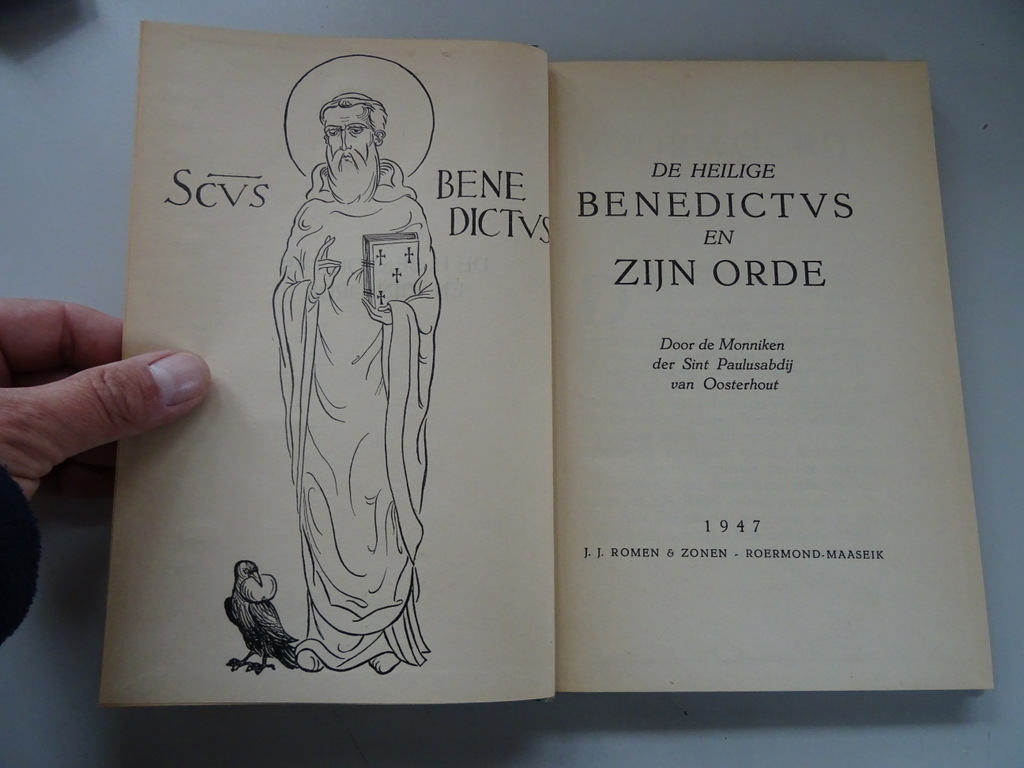 SCVS
BENE
DICTVS
DE HEILIGE
BENEDICTVS
EN
ZIJN ORDE
Door de Monniken
der Sint Paulusabdij
van Oosterhout
1947
J. J. ROMEN & ZONEN - ROERMOND-MAASEIK